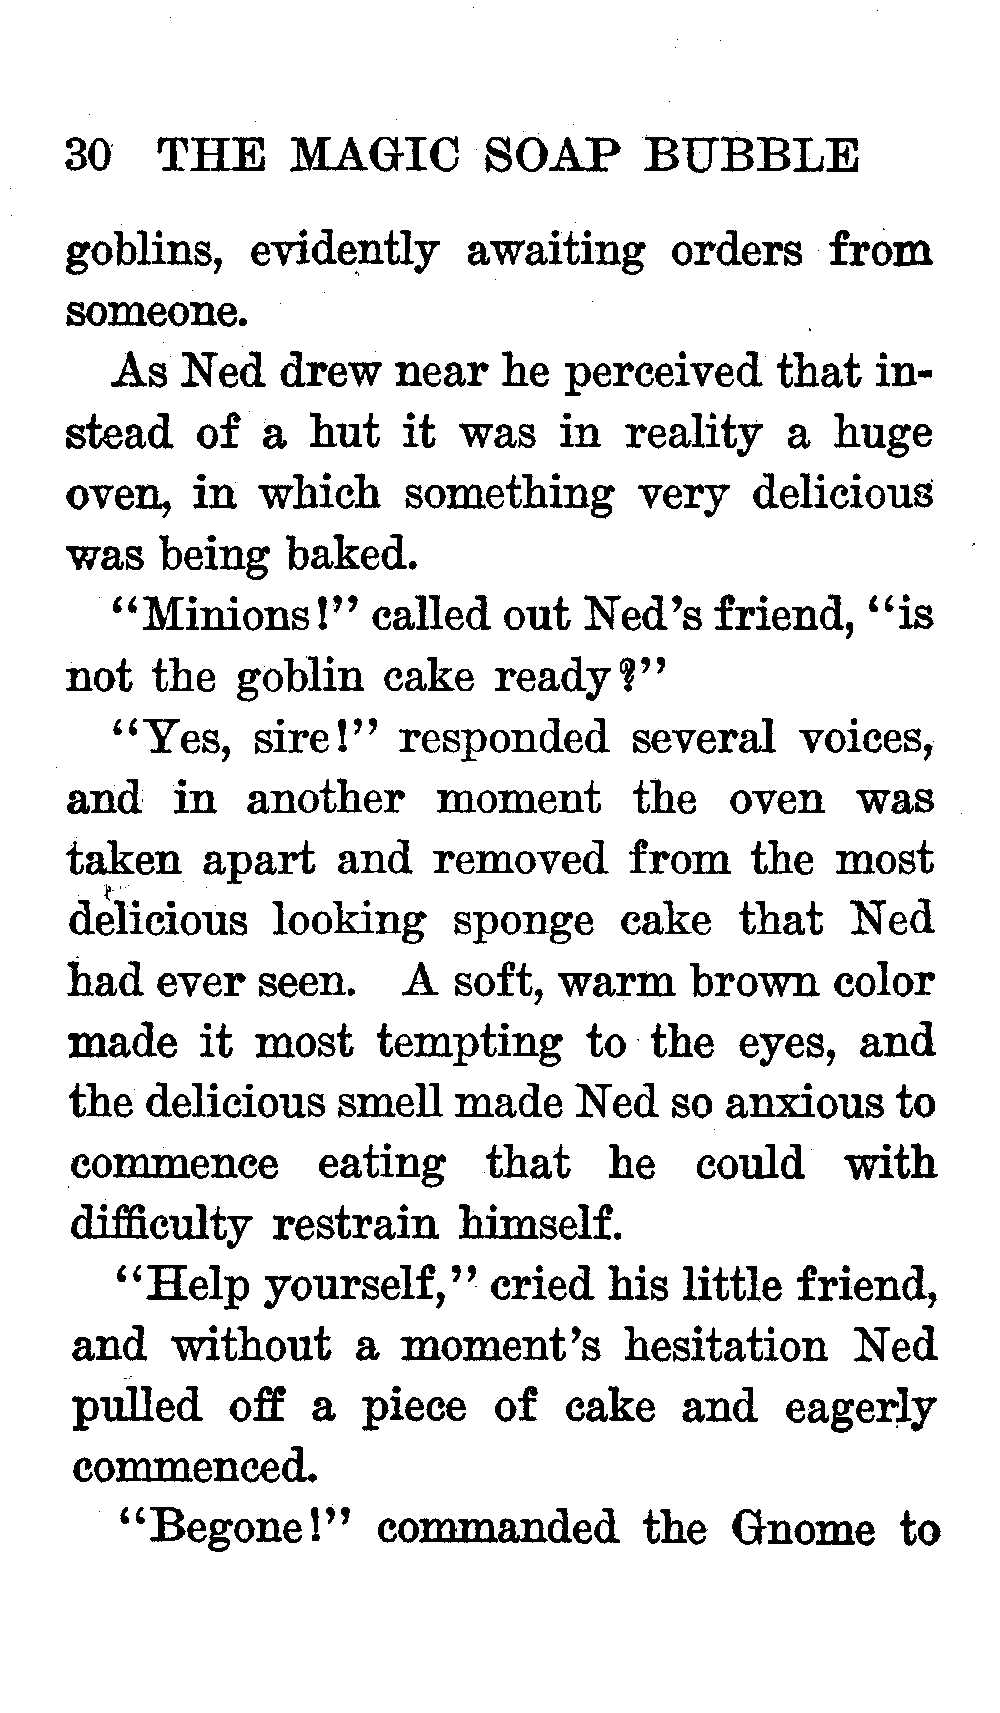 30 THE MAGIC SOAP BUBBLE
goblins, evidently awaiting orders from
someone.
As Ned drew near he perceived that in-
stead of a hut it was in reality a huge
oven, in which something very delicious
was being baked.
“Minions!” called out Ned’s friend, “is
not the goblin cake ready?”
“Yes, sire!” responded several voices,
and in another moment the oven was
taken apart and removed from the most
delicious looking sponge cake that Ned
had ever seen. A soft, warm brown color
made it most tempting to the eyes, and
the delicious smell made Ned so anxious to
commence eating that he could with
difficulty restrain himself.
“Help yourself,” cried his little friend,
and without a moment’s hesitation Ned
pulled off a piece of cake and eagerly
commenced.
“Begone!” commanded the Gnome to